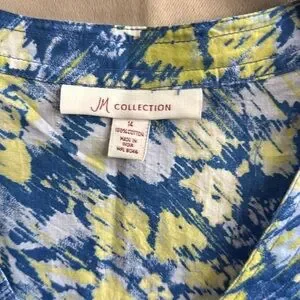 JM COLLECTION
14
100% COTTON
MADE IN
INDIA